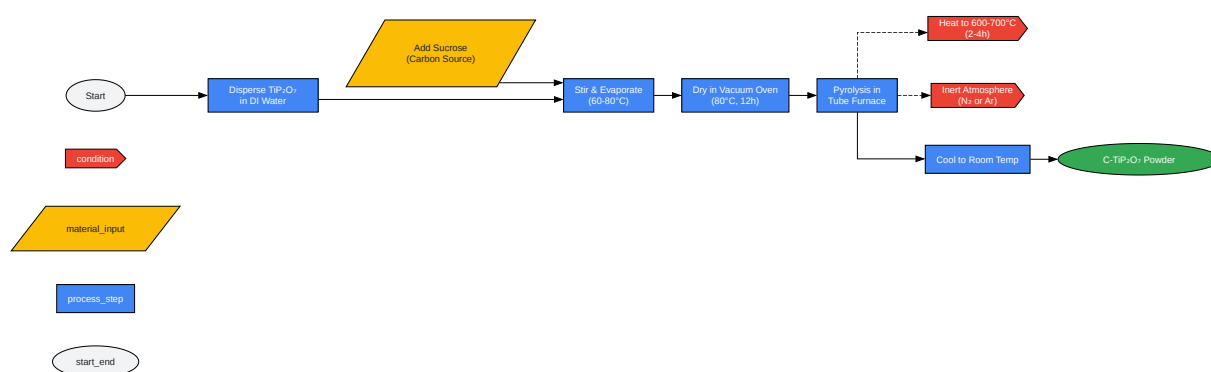 Start
Disperse TiP₂O₇
in DI Water
Add Sucrose
(Carbon Source)
Stir & Evaporate
(60-80°C)
Dry in Vacuum Oven
(80°C, 12h)
Pyrolysis in
Tube Furnace
Heat to 600-700°C
(2-4h)
Inert Atmosphere
(N₂ or Ar)
Cool to Room Temp
C-TiP₂O₇ Powder
condition
material_input
process_step
start_end